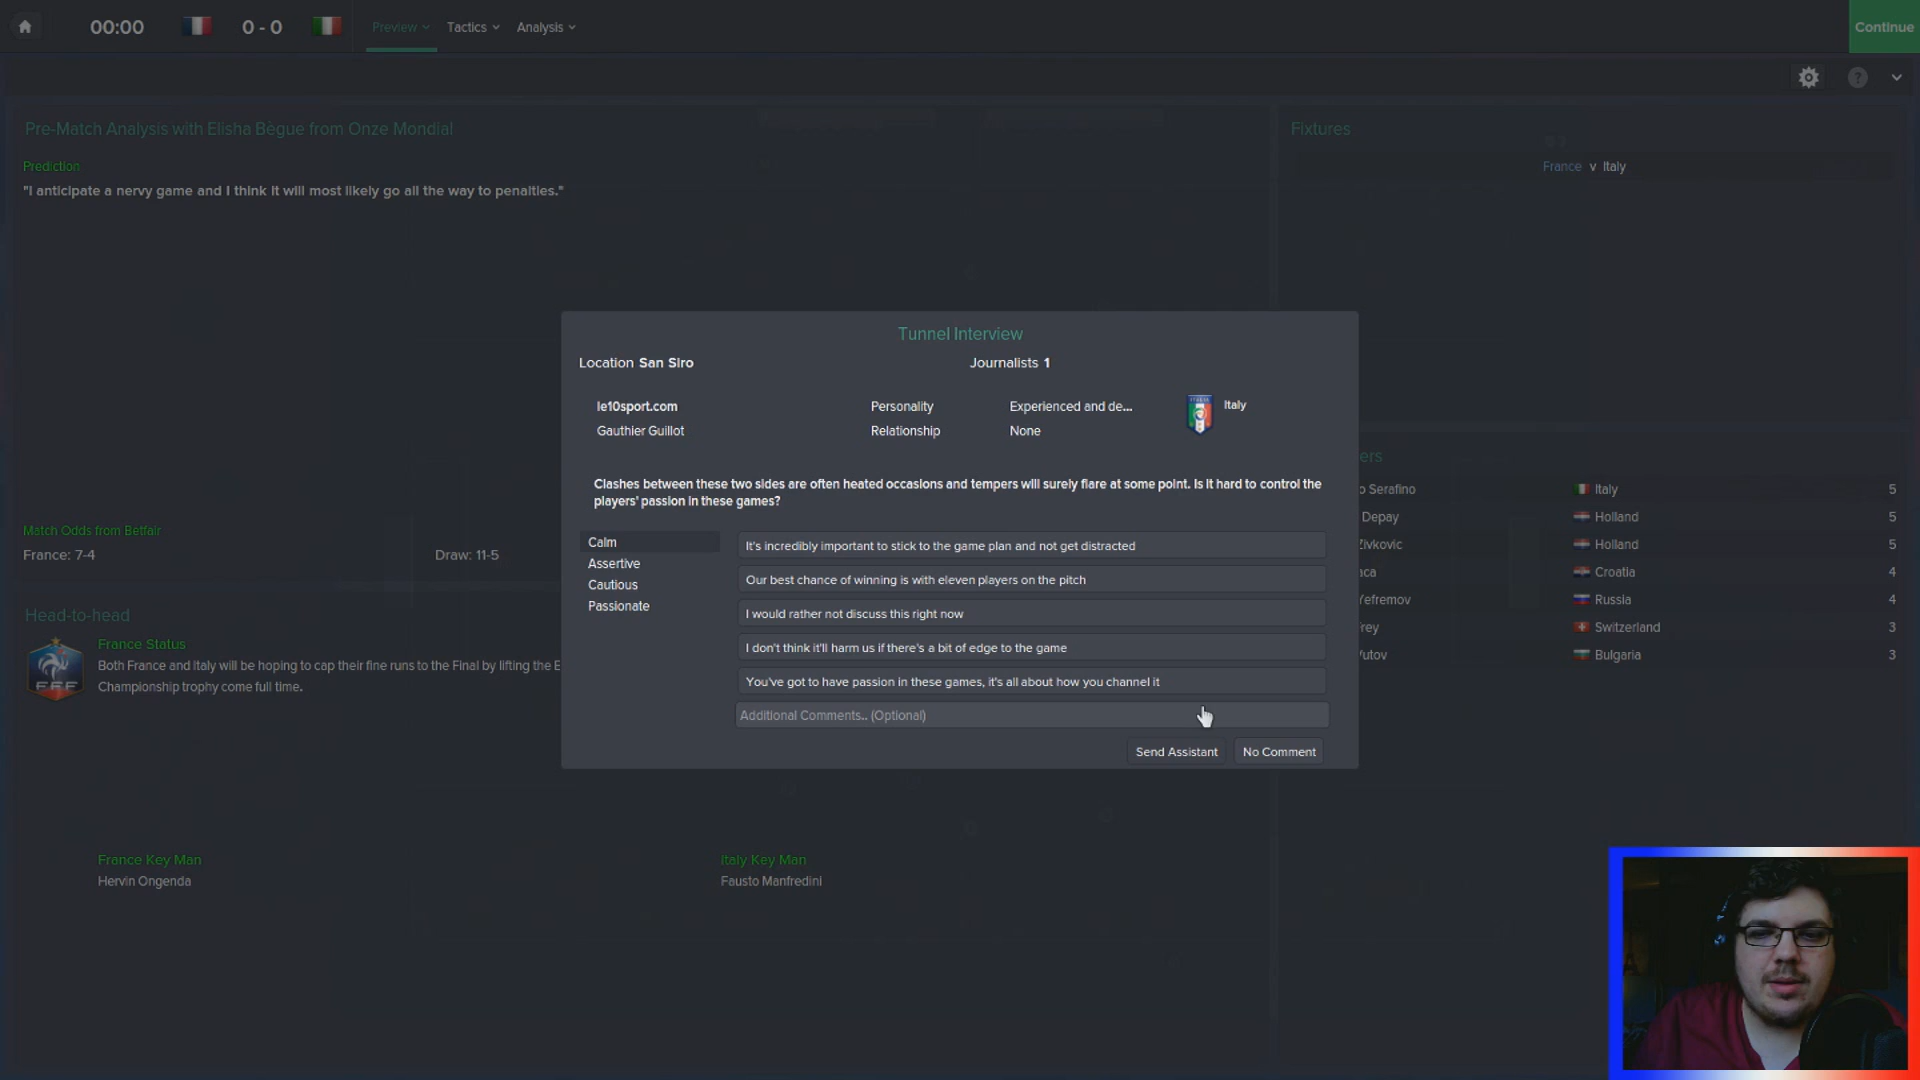 00:00
0 - 0
Preview
Tactics
Analysis
Continue
?
Pre-Match Analysis with Elisha Bègue from Onze Mondial
Prediction
"I anticipate a nervy game and I think it will most likely go all the way to penalties."
Fixtures
France v Italy
Tunnel Interview
Location San Siro
Journalists 1
le10sport.com
Personality
Experienced and de...
Italy
Gauthier Guillot
Relationship
None
Clashes between these two sides are often heated occasions and tempers will surely flare at some point. Is it hard to control the
players' passion in these games?
Calm
Assertive
Cautious
Passionate
It's incredibly important to stick to the game plan and not get distracted
Our best chance of winning is with eleven players on the pitch
I would rather not discuss this right now
I don't think it'll harm us if there's a bit of edge to the game
You've got to have passion in these games, it's all about how you channel it
Additional Comments.. (Optional)
Send Assistant
No Comment
Match Odds from Betfair
France: 7-4
Draw: 11-5
ers
o Serafino Italy 5
Depay Holland 5
Zivkovic Holland 5
aca Croatia 4
Yefremov Russia 4
rey Switzerland 3
utov Bulgaria 3
Head-to-head
France Status
Both France and Italy will be hoping to cap their fine runs to the Final by lifting the E
Championship trophy come full time.
FFF
France Key Man
Hervin Ongenda
Italy Key Man
Fausto Manfredini